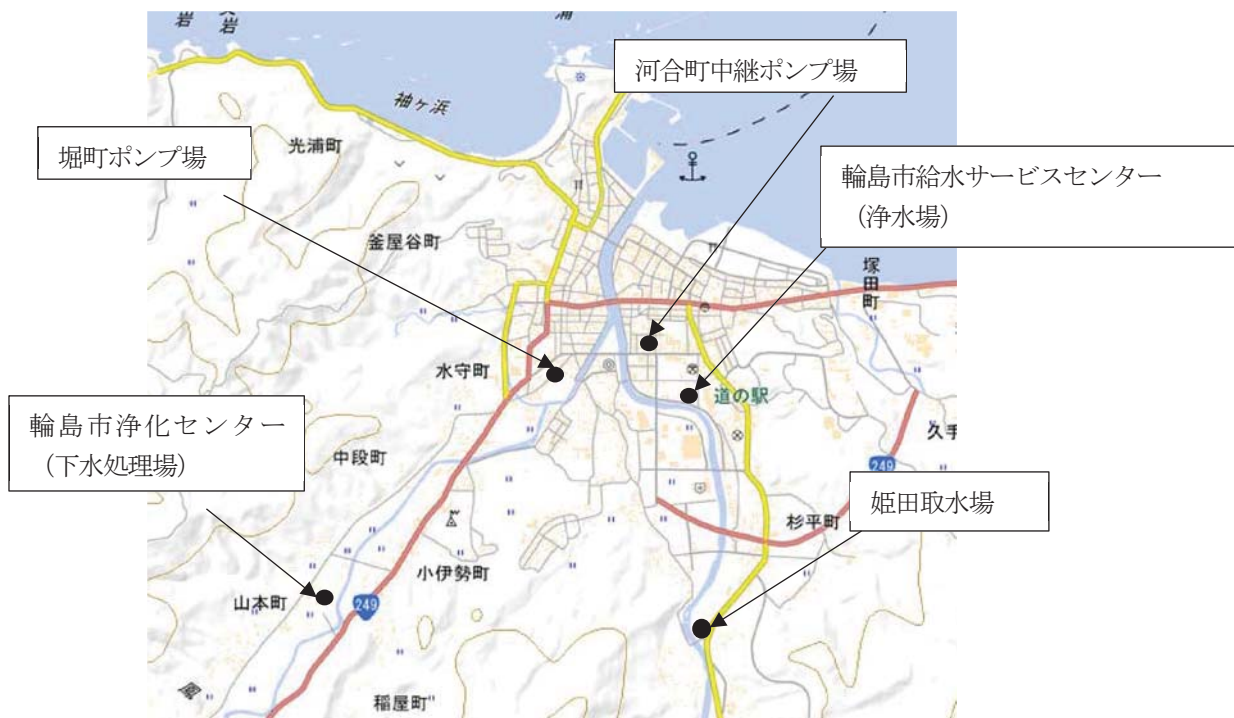 岩
浦
河合町中継ポンプ場
袖ヶ浜
光浦町
堀町ポンプ場
輪島市給水サービスセンター
（浄水場）
釜屋谷町
塚田町
水守町
道の駅
輪島市浄化センター
（下水処理場）
中段町
久手
249
姫田取水場
杉平町
小伊勢町
山本町
249
稲屋町